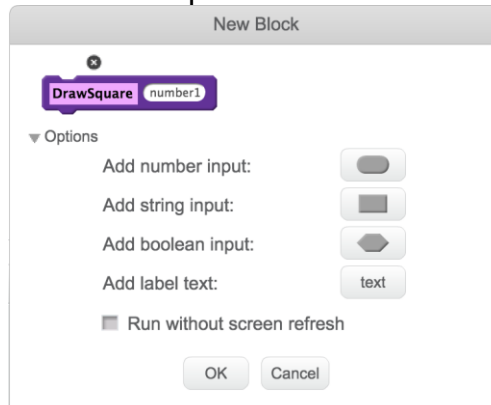 New Block
DrawSquare number1
Options
Add number input:
Add string input:
Add boolean input:
Add label text: text
Run without screen refresh
OK Cancel